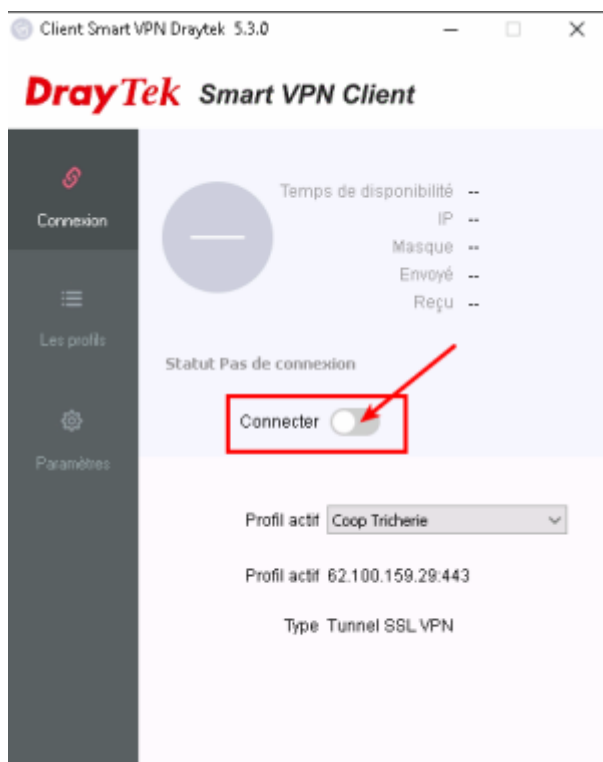 Client Smart VPN Draytek 5.3.0
DrayTek Smart VPN Client
Connexion
Les profils
Paramètres
Temps de disponibilité --
IP --
Masque --
Envoyé --
Reçu --
Statut Pas de connexion
Connecter
Profil actif Coop Tricherie
Profil actif 62.100.159.29:443
Type Tunnel SSL VPN